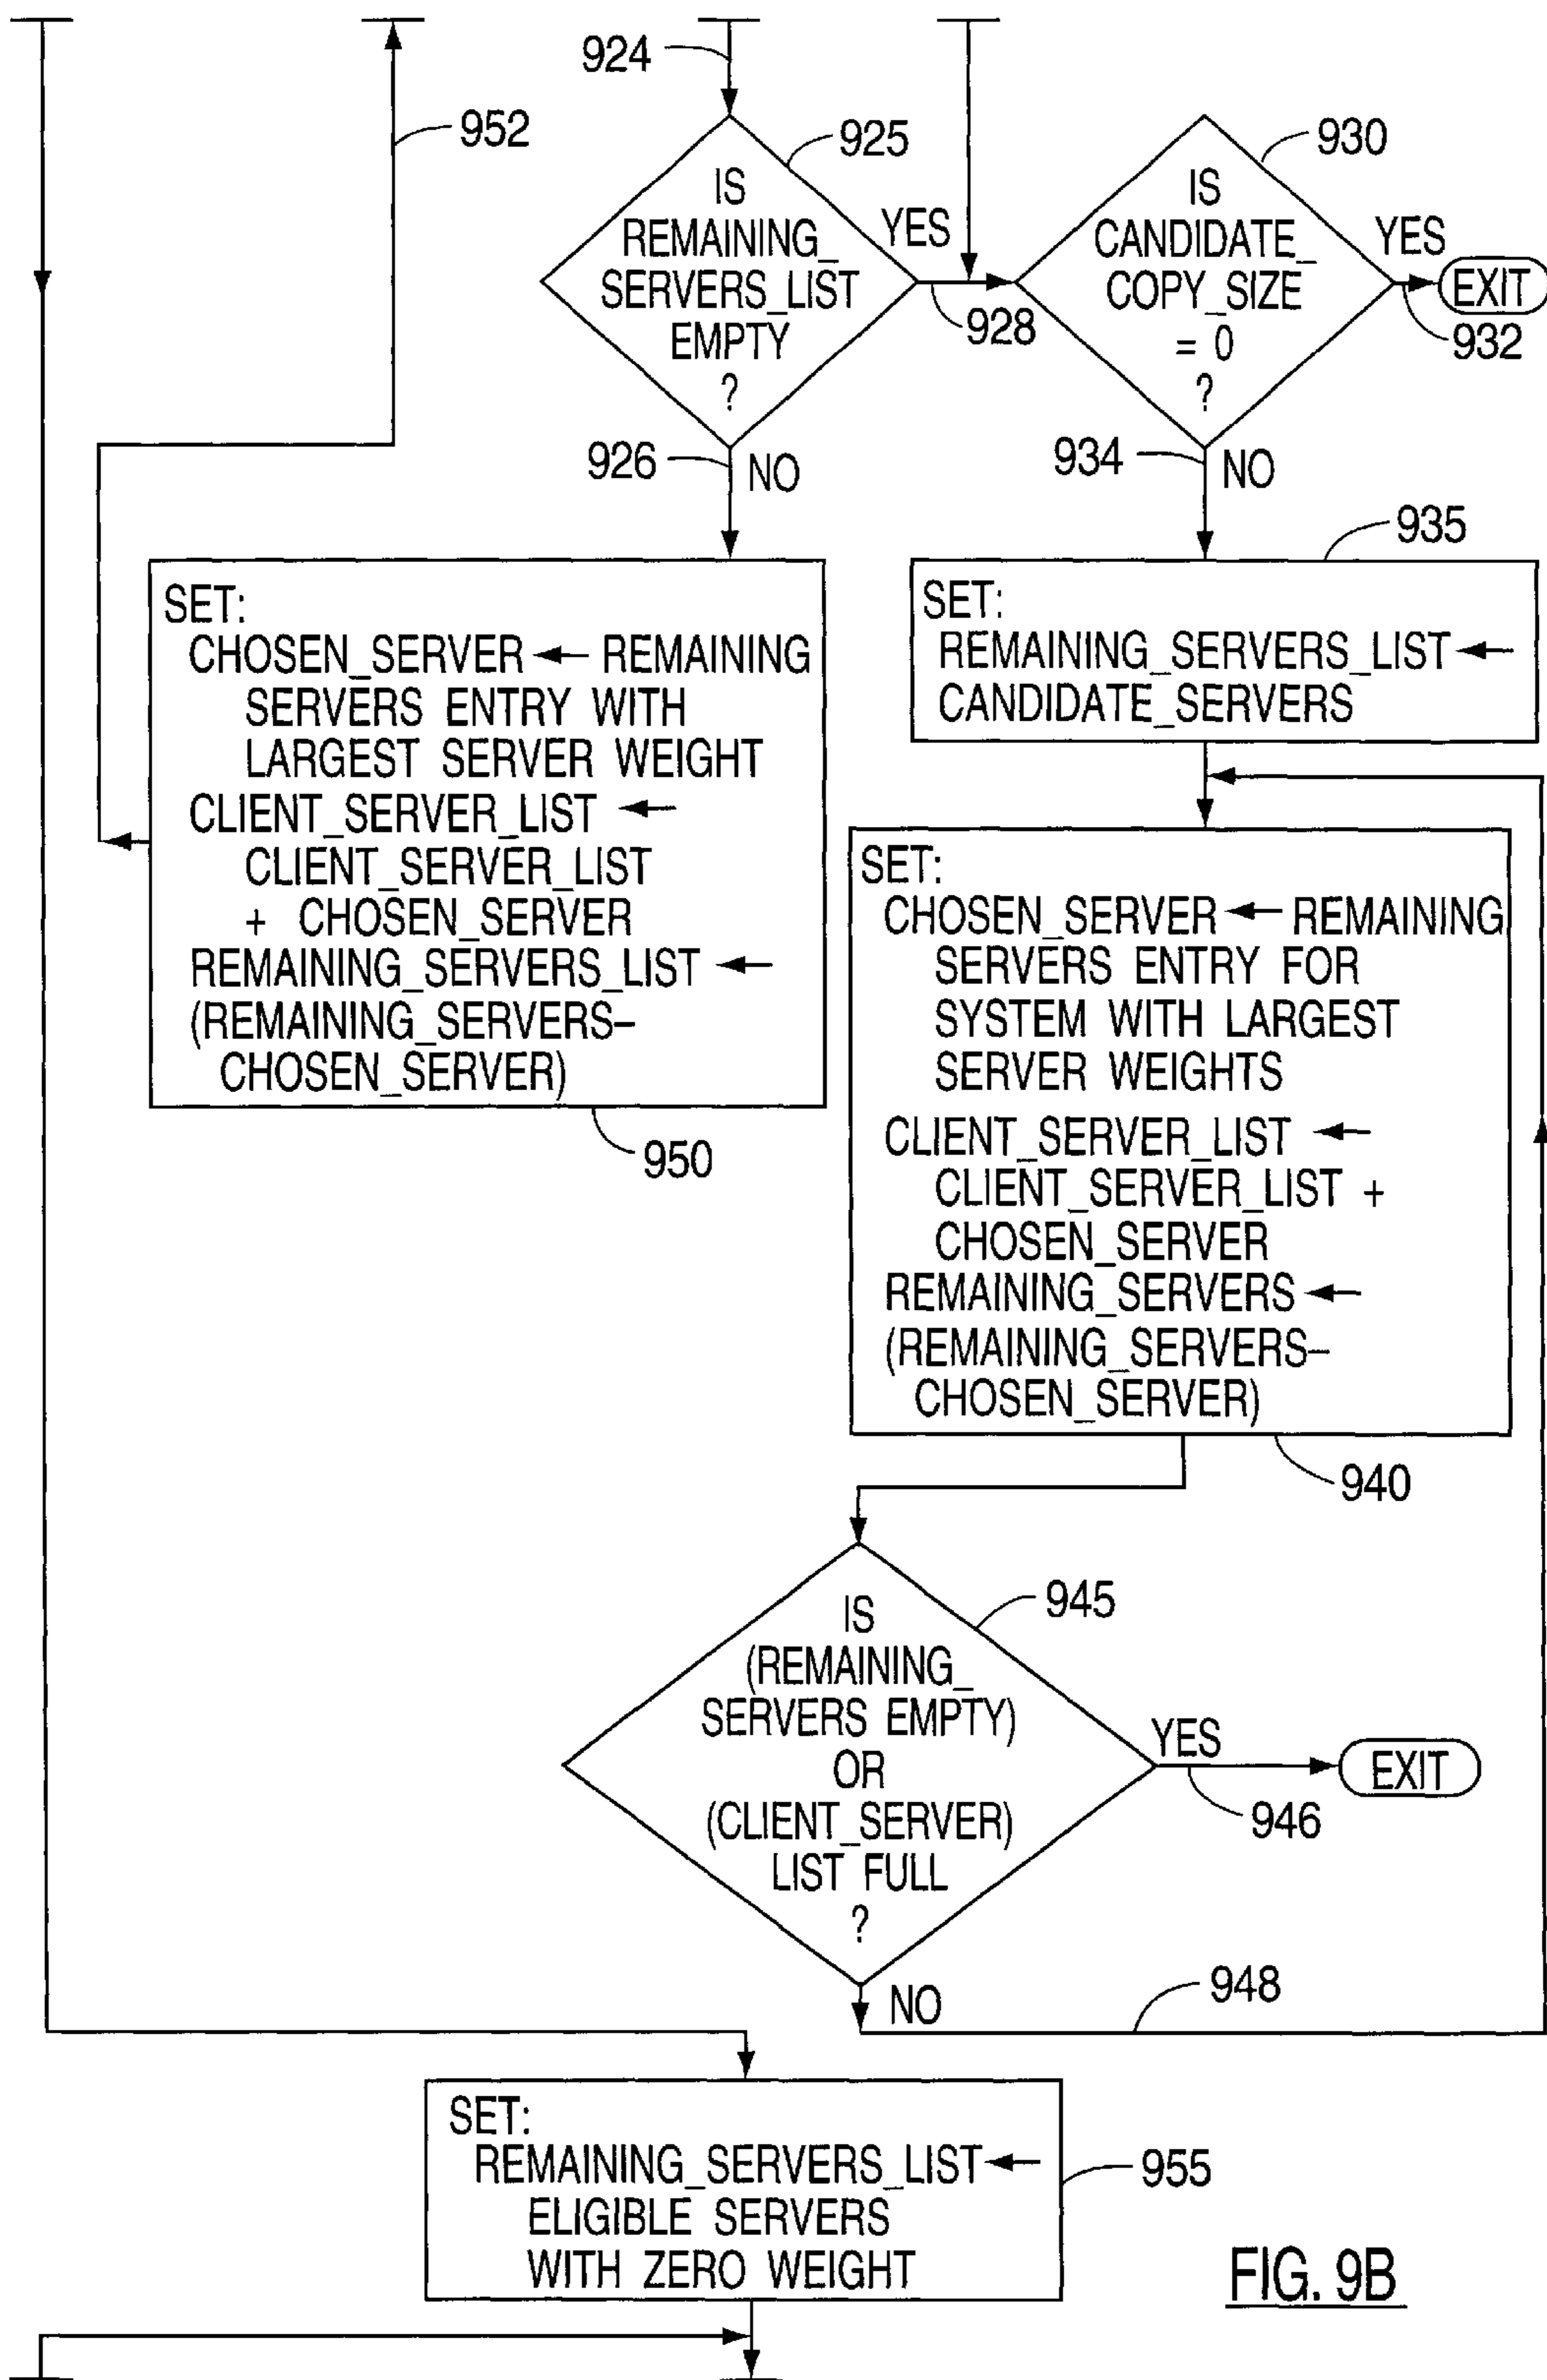 924
952
925
930
IS
REMAINING_
SERVERS_LIST
EMPTY
?
YES
928
IS
CANDIDATE_
COPY_SIZE
= 0
?
YES
EXIT
932
926
NO
934
NO
935
SET:
CHOSEN_SERVER ← REMAINING
SERVERS ENTRY WITH
LARGEST SERVER WEIGHT
CLIENT_SERVER_LIST ←
CLIENT_SERVER_LIST
+ CHOSEN_SERVER
REMAINING_SERVERS_LIST ←
(REMAINING_SERVERS–
CHOSEN_SERVER)
950
SET:
REMAINING_SERVERS_LIST ←
CANDIDATE_SERVERS
SET:
CHOSEN_SERVER ← REMAINING
SERVERS ENTRY FOR
SYSTEM WITH LARGEST
SERVER WEIGHTS
CLIENT_SERVER_LIST ←
CLIENT_SERVER_LIST +
CHOSEN_SERVER
REMAINING_SERVERS ←
(REMAINING_SERVERS–
CHOSEN_SERVER)
940
945
IS
(REMAINING_
SERVERS EMPTY)
OR
(CLIENT_SERVER)
LIST FULL
?
YES
EXIT
946
NO
948
SET:
REMAINING_SERVERS_LIST ←
ELIGIBLE SERVERS
WITH ZERO WEIGHT
955
FIG. 9B